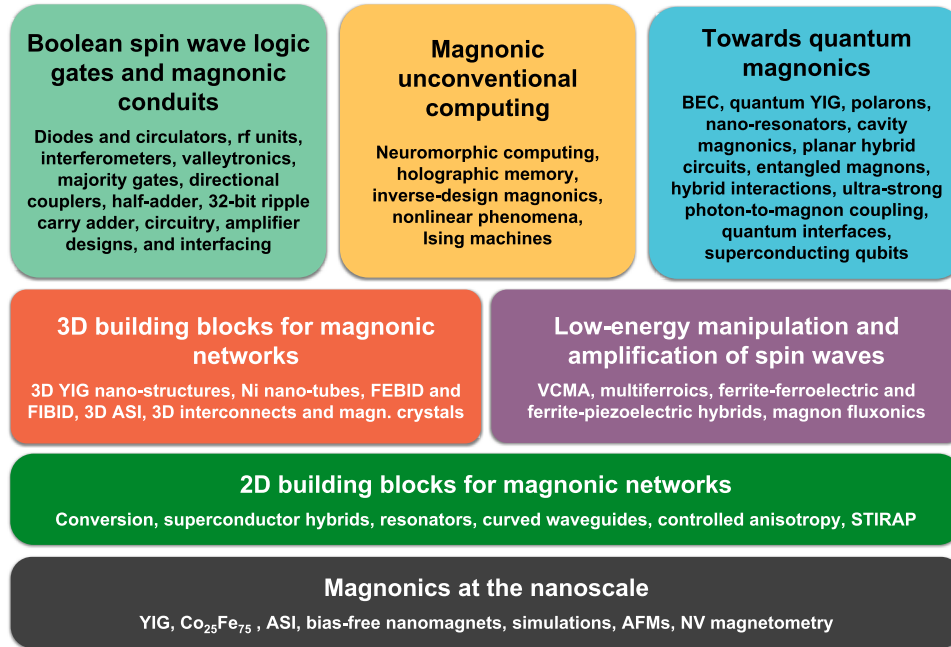 Boolean spin wave logic
gates and magnonic
conduits
Diodes and circulators, rf units,
interferometers, valleytronics,
majority gates, directional
couplers, half-adder, 32-bit ripple
carry adder, circuitry, amplifier
designs, and interfacing
Magnonic
unconventional
computing
Neuromorphic computing,
holographic memory,
inverse-design magnonics,
nonlinear phenomena,
Ising machines
Towards quantum
magnonics
BEC, quantum YIG, polarons,
nano-resonators, cavity
magnonics, planar hybrid
circuits, entangled magnons,
hybrid interactions, ultra-strong
photon-to-magnon coupling,
quantum interfaces,
superconducting qubits
3D building blocks for magnonic
networks
3D YIG nano-structures, Ni nano-tubes, FEBID and
FIBID, 3D ASI, 3D interconnects and magn. crystals
Low-energy manipulation and
amplification of spin waves
VCMA, multiferroics, ferrite-ferroelectric and
ferrite-piezoelectric hybrids, magnon fluxonics
2D building blocks for magnonic networks
Conversion, superconductor hybrids, resonators, curved waveguides, controlled anisotropy, STIRAP
Magnonics at the nanoscale
YIG, Co₂₅Fe₇₅ , ASI, bias-free nanomagnets, simulations, AFMs, NV magnetometry